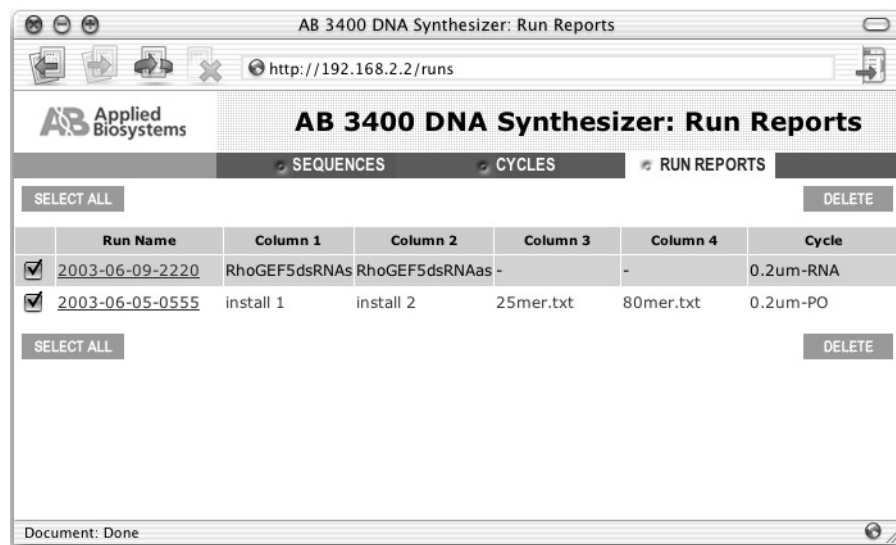 AB 3400 DNA Synthesizer: Run Reports
http://192.168.2.2/runs
AB Applied Biosystems
AB 3400 DNA Synthesizer: Run Reports
SEQUENCES CYCLES RUN REPORTS
SELECT ALL DELETE
Run Name Column 1 Column 2 Column 3 Column 4 Cycle
2003-06-09-2220 RhoGEF5dsRNAs RhoGEF5dsRNAas - - 0.2um-RNA
2003-06-05-0555 install 1 install 2 25mer.txt 80mer.txt 0.2um-PO
SELECT ALL DELETE
Document: Done